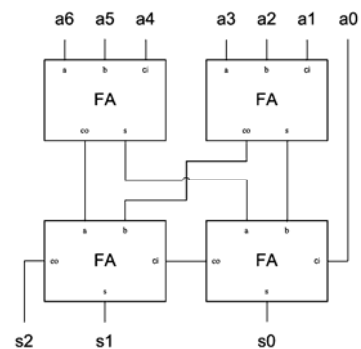 a6 a5 a4 a3 a2 a1 a0
a b ci a b ci
FA FA
co s co s
a b a b
co FA ci co FA ci
s s
s2 s1 s0